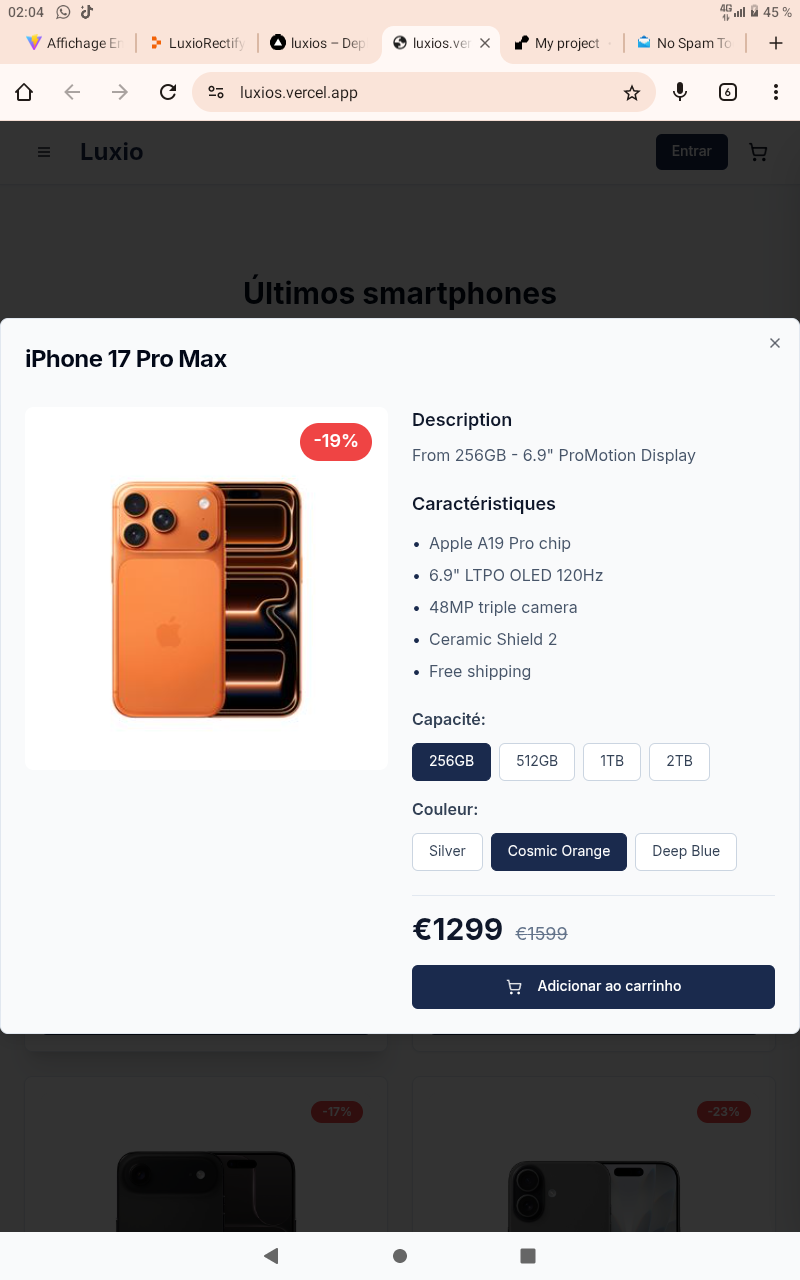 02:04
4G
45 %
Affichage En
LuxioRectify
luxios – Dep
luxios.ver
My project
No Spam To
luxios.vercel.app
6
Luxio
Entrar
Últimos smartphones
iPhone 17 Pro Max
-19%
Description
From 256GB - 6.9" ProMotion Display
Caractéristiques
• Apple A19 Pro chip
• 6.9" LTPO OLED 120Hz
• 48MP triple camera
• Ceramic Shield 2
• Free shipping
Capacité:
256GB 512GB 1TB 2TB
Couleur:
Silver Cosmic Orange Deep Blue
€1299 €1599
Adicionar ao carrinho
-17%
-23%